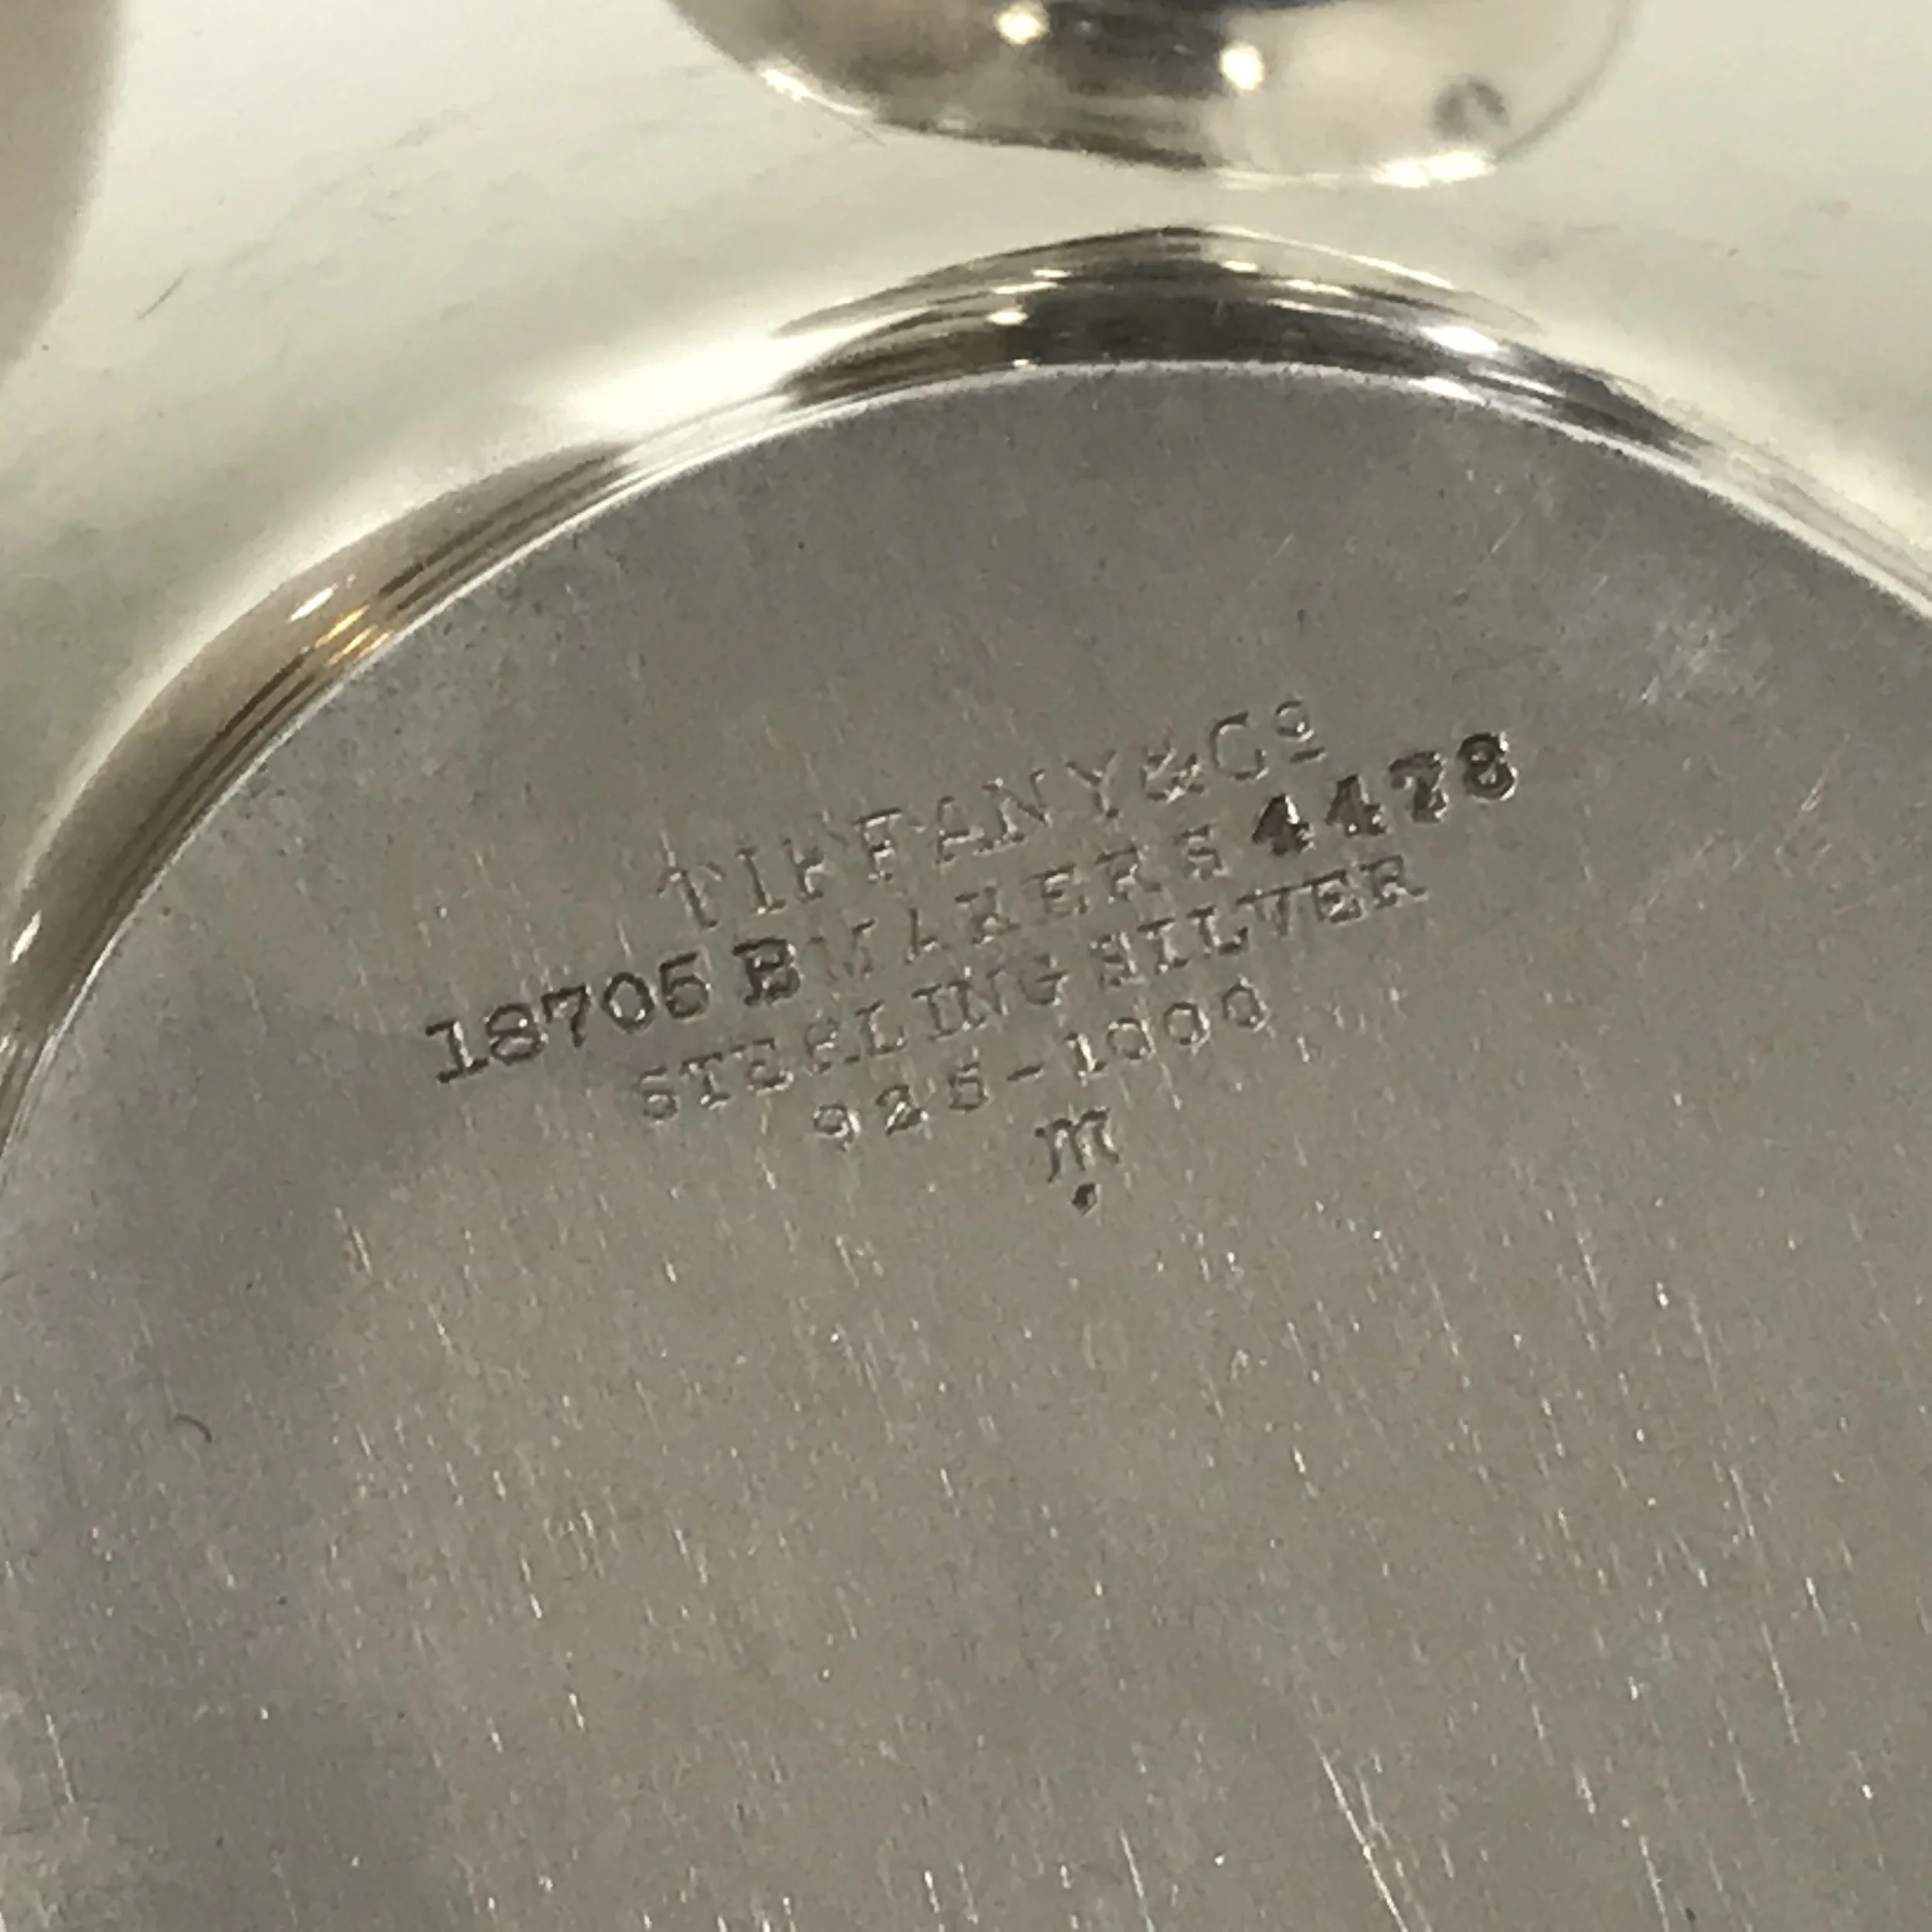 TIFFANY & Co
18705 B MAKERS 4478
STERLING SILVER
925-1000
m